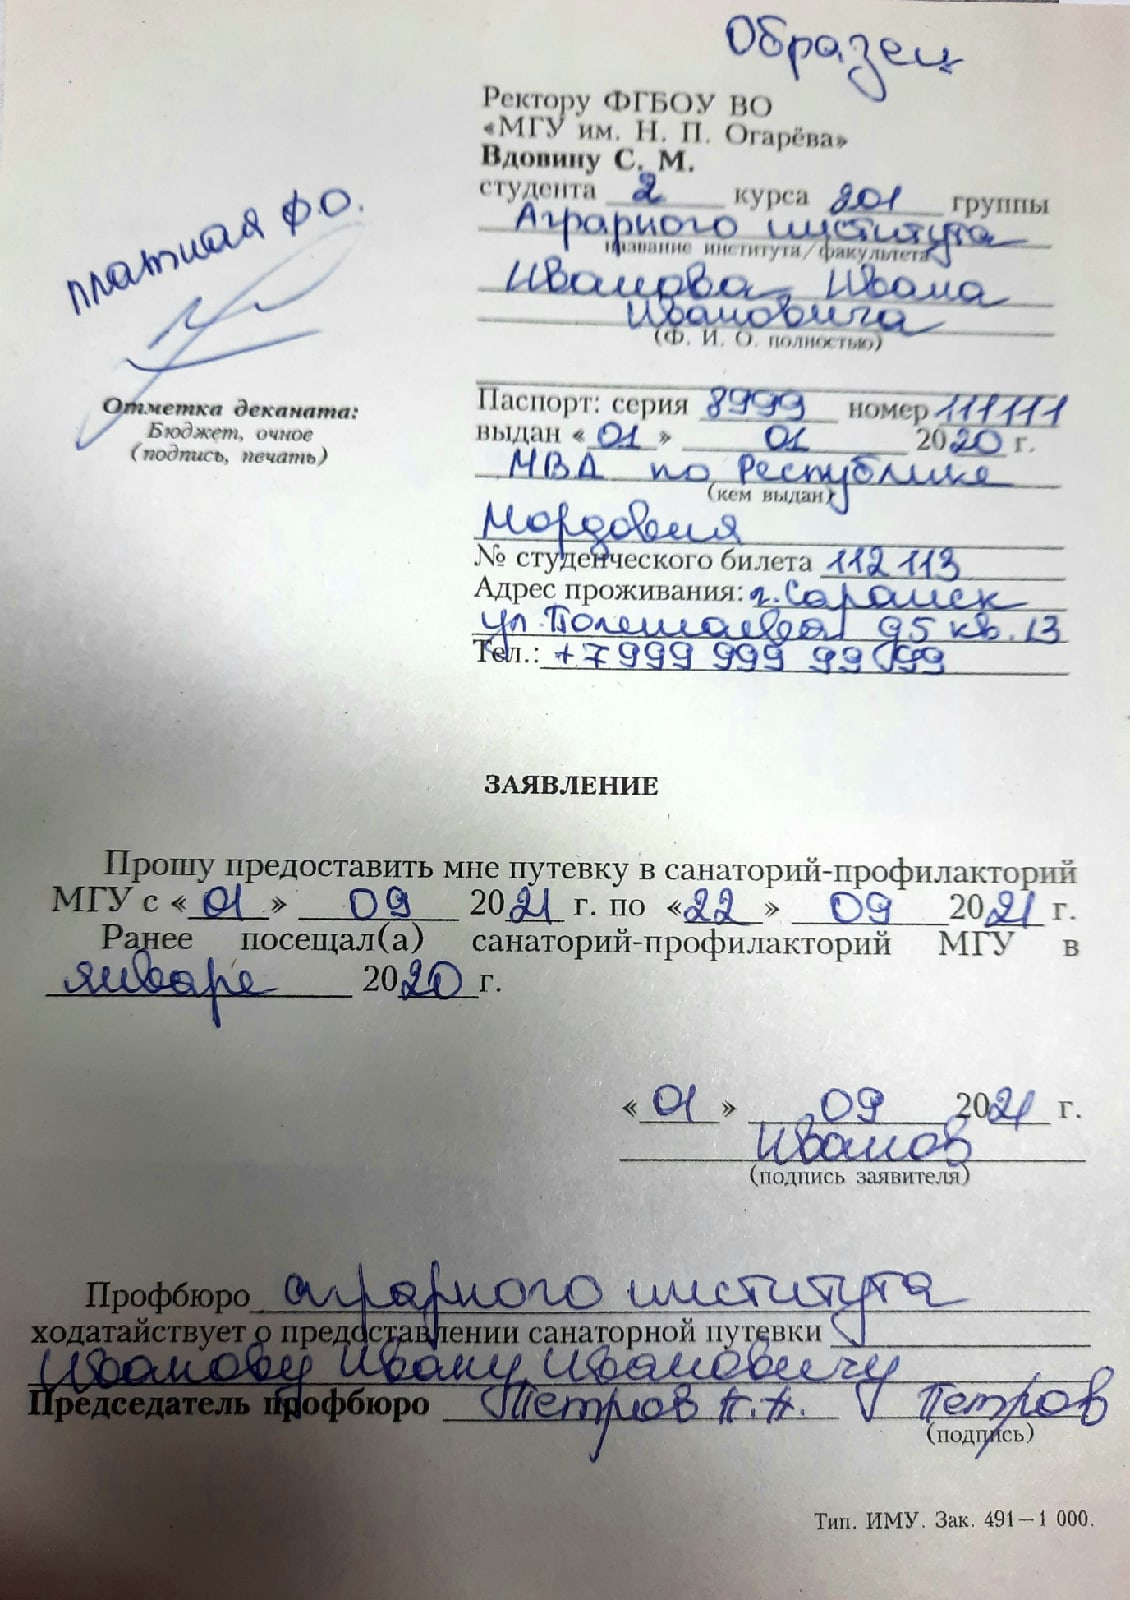 Образец
Ректору ФГБОУ ВО
«МГУ им. Н. П. Огарёва»
Вдовину С. М.
студента 2 курса 201 группы
Аграрного института
название института/факультета
Иванова Ивана
Ивановича
(Ф. И. О. полностью)
платная ф.о.
Отметка деканата:
Бюджет, очное
(подпись, печать)
Паспорт: серия 8999 номер 111111
выдан «01» 01 2020 г.
МВД по Республике
(кем выдан)
Мордовия
№ студенческого билета 112113
Адрес проживания: г. Саранск
ул. Полежаева 95 кв. 13
Тел.: +7 999 999 99 99
ЗАЯВЛЕНИЕ
Прошу предоставить мне путевку в санаторий-профилакторий
МГУ с «01» 09 2021 г. по «22» 09 2021 г.
Ранее посещал(а) санаторий-профилакторий МГУ в
январе 2020 г.
«01» 09 2021 г.
Иванов
(подпись заявителя)
Профбюро аграрного института
ходатайствует о предоставлении санаторной путевки
Иванову Ивану Ивановичу
Председатель профбюро Петров П.П. Петров
(подпись)
Тип. ИМУ. Зак. 491—1 000.